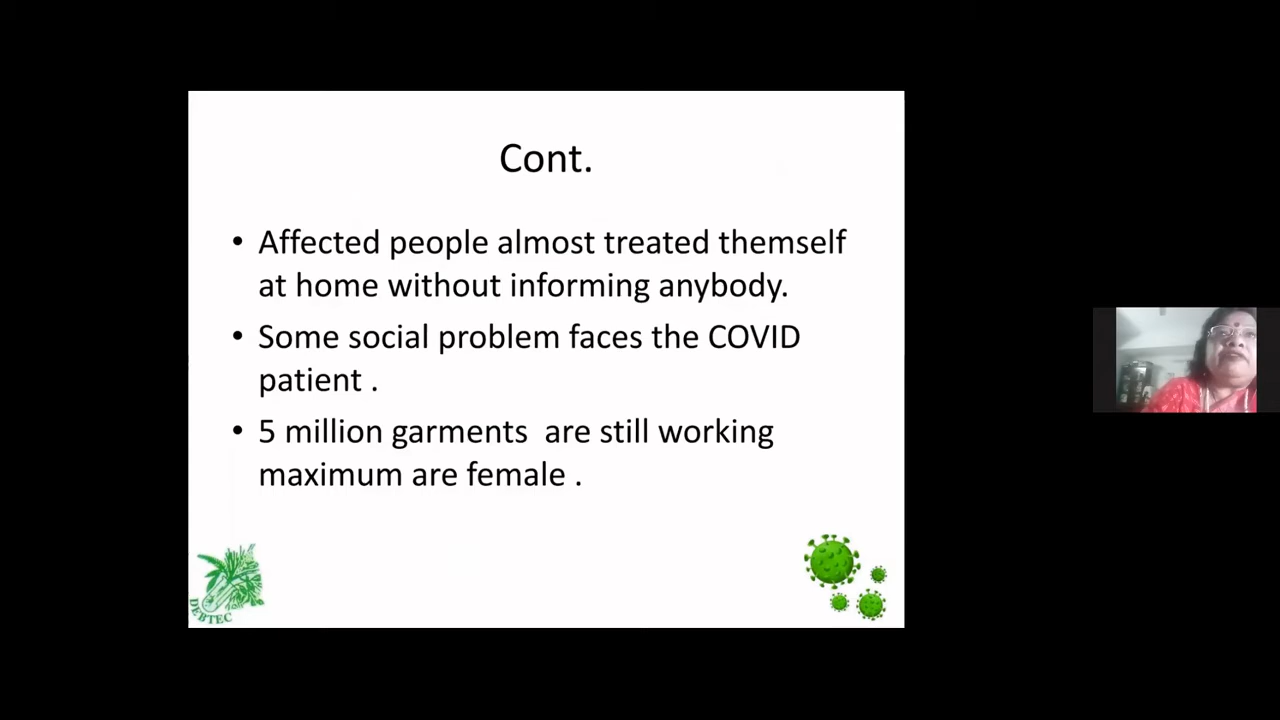 Cont.
• Affected people almost treated themself
at home without informing anybody.
• Some social problem faces the COVID
patient .
• 5 million garments  are still working
maximum are female .
DEBTEC